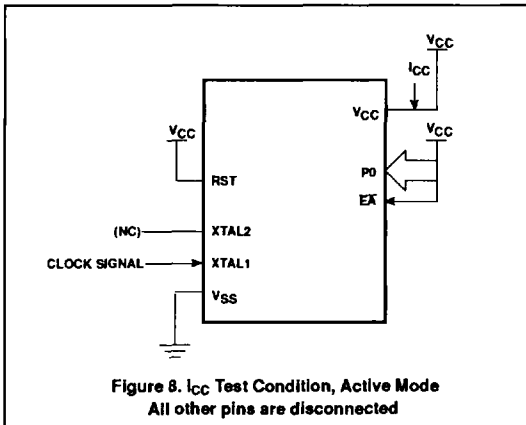 VCC
ICC
VCC
VCC
VCC
P0
RST
EA
(NC)
XTAL2
CLOCK SIGNAL
XTAL1
VSS
Figure 8. ICC Test Condition, Active Mode
All other pins are disconnected